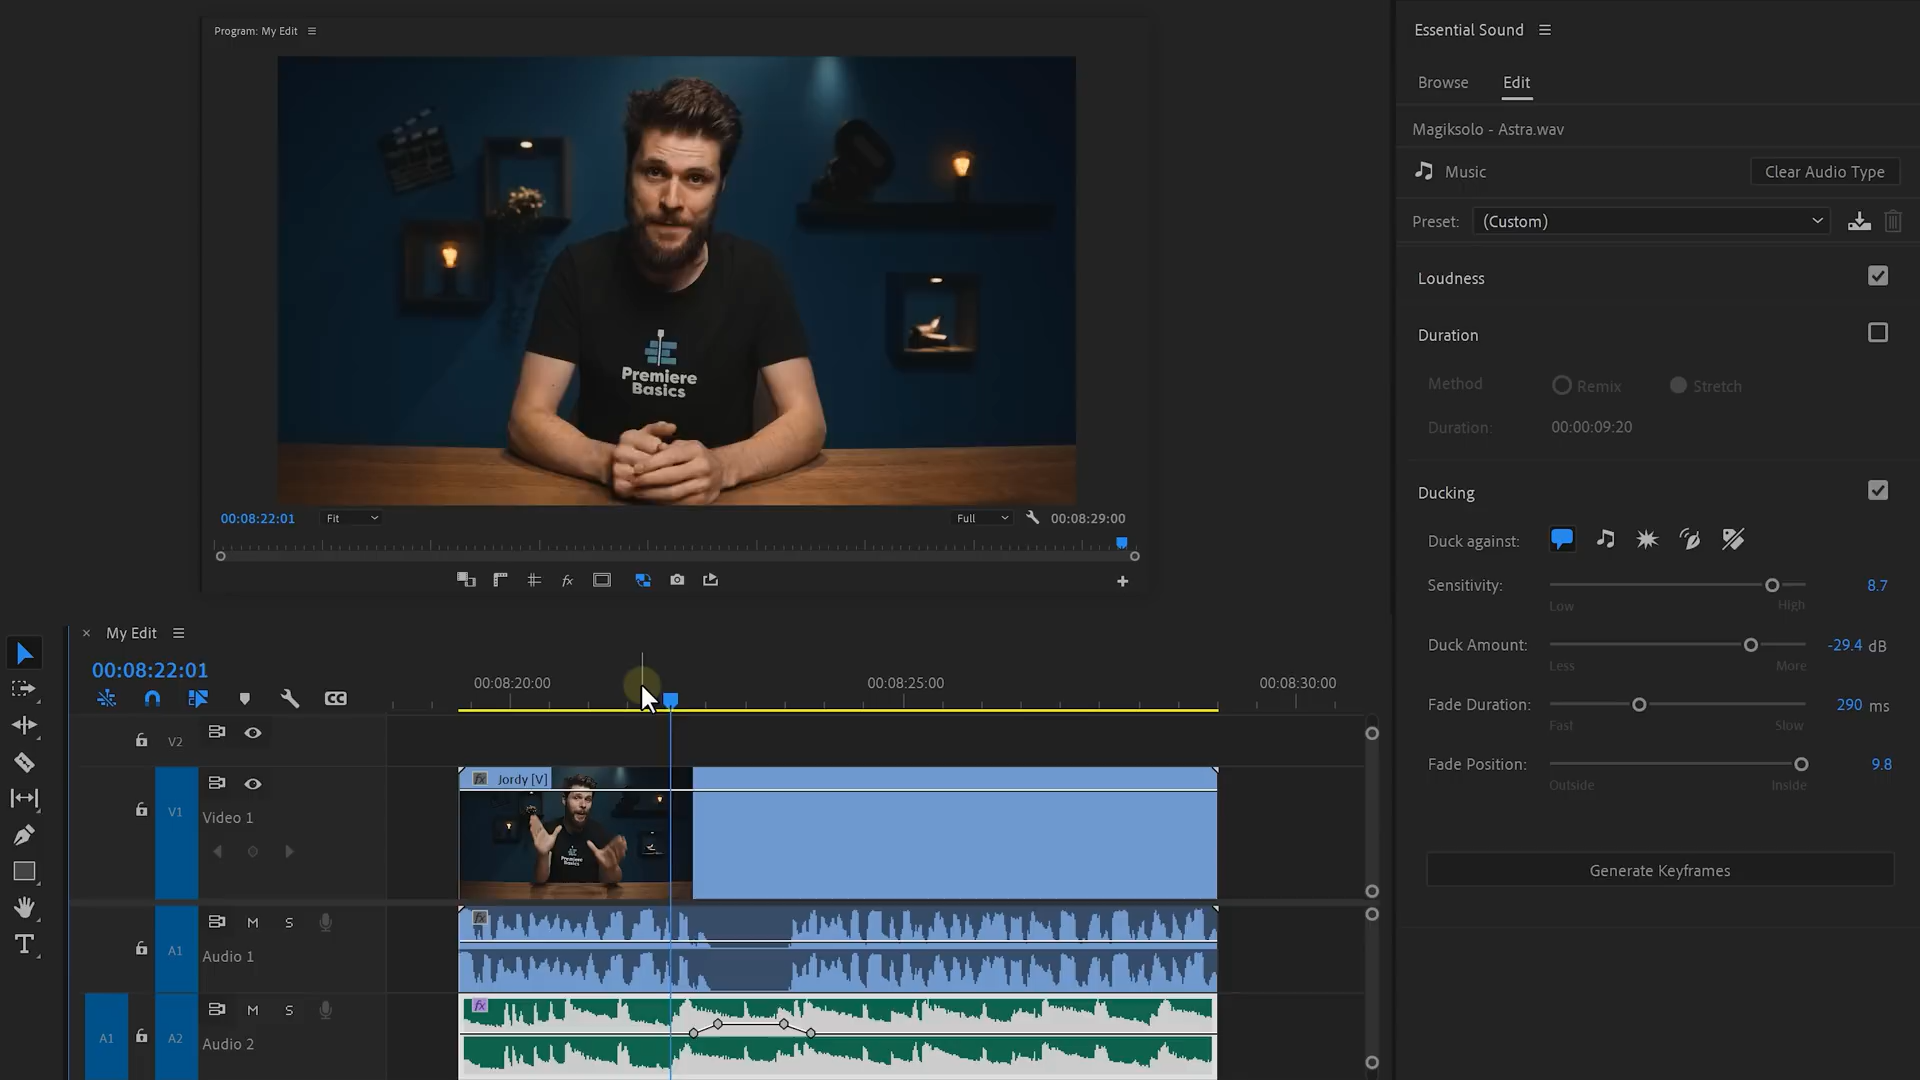 Program: My Edit
Premiere
Basics
00:08:22:01
Fit
Full
00:08:29:00
fx
Essential Sound
Browse
Edit
Magiksolo - Astra.wav
Music
Clear Audio Type
Preset:
(Custom)
Loudness
Duration
Method
Remix
Stretch
Duration:
00:00:09:20
Ducking
Duck against:
Sensitivity:
8.7
Low
High
Duck Amount:
-29.4 dB
Less
More
Fade Duration:
290 ms
Fast
Slow
Fade Position:
9.8
Outside
Inside
Generate Keyframes
× My Edit
00:08:22:01
CC
00:08:20:00
00:08:25:00
00:08:30:00
V2
V1
Video 1
fx Jordy [V]
A1
M
S
Audio 1
fx
A1
A2
M
S
Audio 2
fx
T